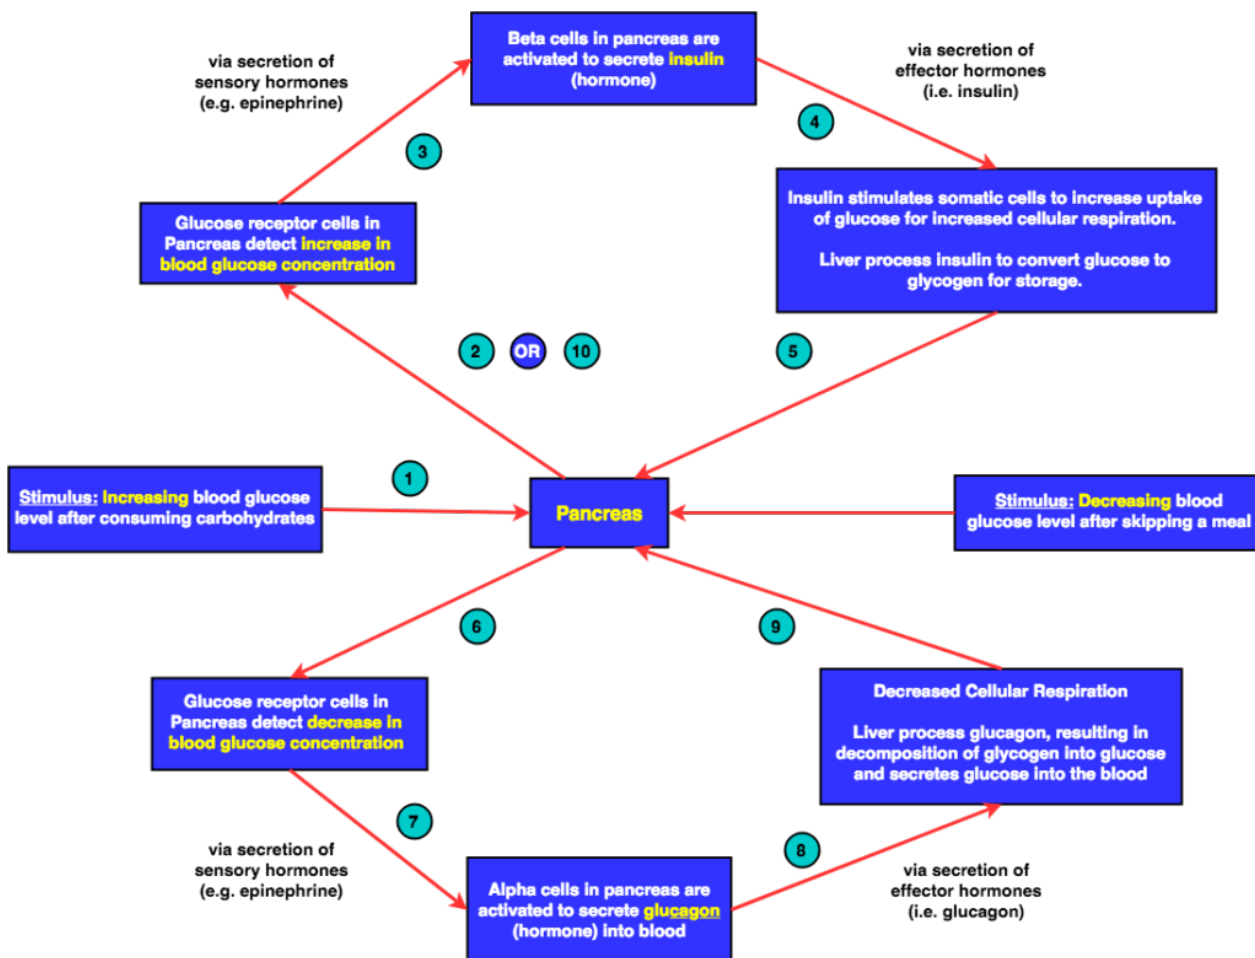 Beta cells in pancreas are
activated to secrete insulin
(hormone)
via secretion of
sensory hormones
(e.g. epinephrine)
via secretion of
effector hormones
(i.e. insulin)
3
4
Glucose receptor cells in
Pancreas detect increase in
blood glucose concentration
Insulin stimulates somatic cells to increase uptake
of glucose for increased cellular respiration.
Liver process insulin to convert glucose to
glycogen for storage.
2 OR 10
5
1
Stimulus: Increasing blood glucose
level after consuming carbohydrates
Pancreas
Stimulus: Decreasing blood
glucose level after skipping a meal
6
9
Glucose receptor cells in
Pancreas detect decrease in
blood glucose concentration
Decreased Cellular Respiration
Liver process glucagon, resulting in
decomposition of glycogen into glucose
and secretes glucose into the blood
7
8
via secretion of
sensory hormones
(e.g. epinephrine)
Alpha cells in pancreas are
activated to secrete glucagon
(hormone) into blood
via secretion of
effector hormones
(i.e. glucagon)